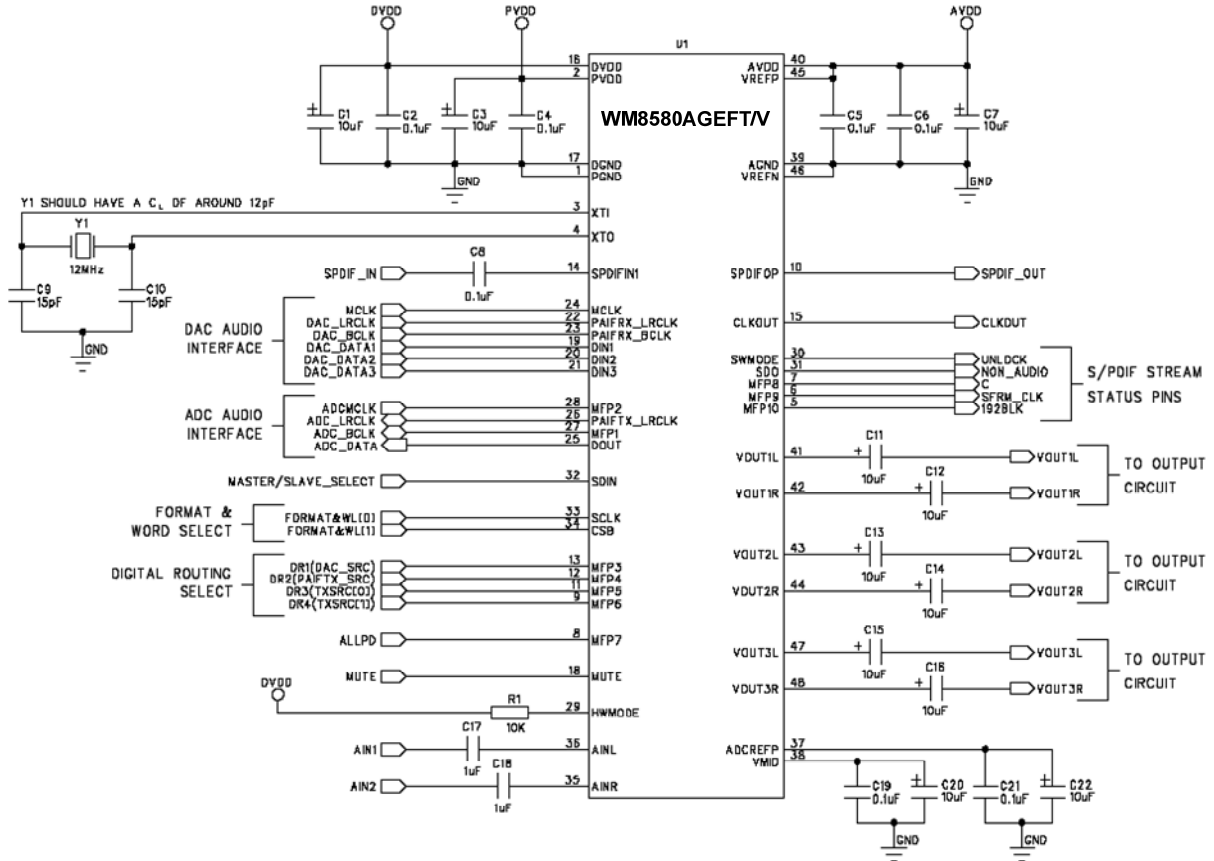 DVDD PVDD AVDD
U1
WM8580AGEFT/V
16 DVDD
2 PVDD
AVDD 40
VREFP 45
+ C1 10uF
C2 0.1uF
+ C3 10uF
C4 0.1uF
C5 0.1uF
C6 0.1uF
+ C7 10uF
17 DGND
1 PGND
AGND 39
VREFN 46
GND
GND
Y1 SHOULD HAVE A CL OF AROUND 12pF
3 XTI
Y1
12MHz
4 XTO
C9 15pF
C10 15pF
GND
SPDIF_IN C8 0.1uF 14 SPDIFIN1
SPDIFOP 10 SPDIF_OUT
DAC AUDIO
INTERFACE
MCLK 24 MCLK
DAC_LRCLK 22 PAIFRX_LRCLK
DAC_BCLK 23 PAIFRX_BCLK
DAC_DATA1 19 DIN1
DAC_DATA2 20 DIN2
DAC_DATA3 21 DIN3
CLKOUT 15 CLKOUT
SWMODE 30 UNLOCK
SDO 31 NON_AUDIO
MFP8 7 C
MFP9 6 SFRM_CLK
MFP10 5 192BLK
S/PDIF STREAM
STATUS PINS
ADC AUDIO
INTERFACE
ADCMCLK 28 MFP2
ADC_LRCLK 26 PAIFTX_LRCLK
ADC_BCLK 27 MFP1
ADC_DATA 25 DOUT
MASTER/SLAVE_SELECT 32 SDIN
FORMAT &
WORD SELECT
FORMAT&WL[0] 33 SCLK
FORMAT&WL[1] 34 CSB
DIGITAL ROUTING
SELECT
DR1(DAC_SRC) 13 MFP3
DR2(PAIFTX_SRC) 12 MFP4
DR3(TXSRC[0]) 11 MFP5
DR4(TXSRC[1]) 9 MFP6
ALLPD 8 MFP7
MUTE 18 MUTE
DVDD R1 10K 29 HWMODE
AIN1 C17 1uF 36 AINL
AIN2 C18 1uF 35 AINR
VOUT1L 41 + C11 10uF VOUT1L
VOUT1R 42 + C12 10uF VOUT1R
TO OUTPUT
CIRCUIT
VOUT2L 43 + C13 10uF VOUT2L
VOUT2R 44 + C14 10uF VOUT2R
TO OUTPUT
CIRCUIT
VOUT3L 47 + C15 10uF VOUT3L
VOUT3R 48 + C16 10uF VOUT3R
TO OUTPUT
CIRCUIT
ADCREFP 37
VMID 38
C19 0.1uF
+ C20 10uF
C21 0.1uF
+ C22 10uF
GND
GND